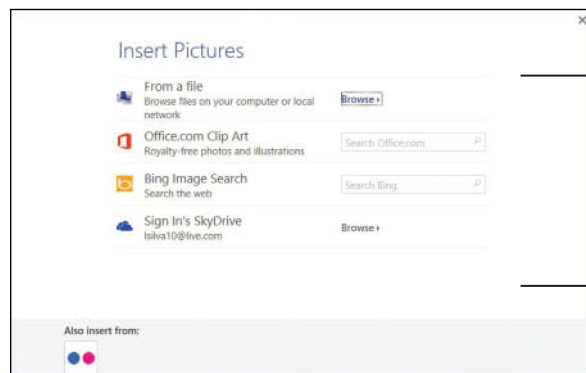 Insert Pictures
From a file
Browse files on your computer or local
network
Browse
Office.com Clip Art
Royalty-free photos and illustrations
Search Office.com
Bing Image Search
Search the web
Search Bing
Sign In's SkyDrive
lsilva10@live.com
Browse
Also insert from: